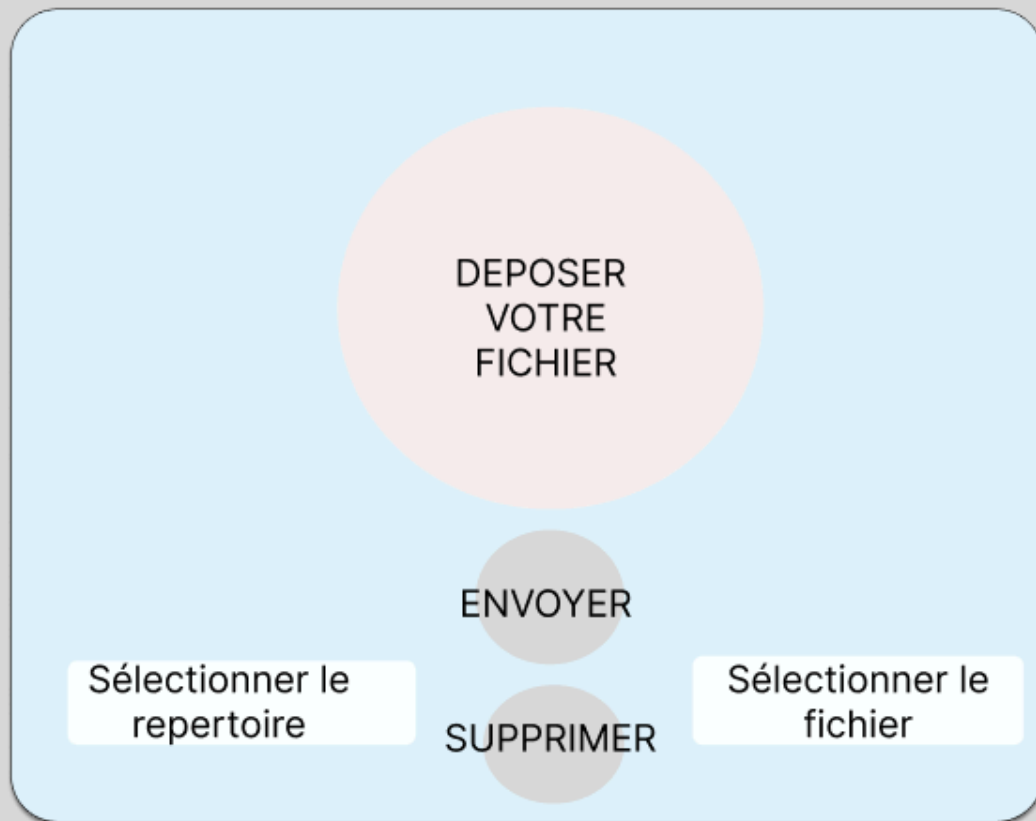 DEPOSER
VOTRE
FICHIER
ENVOYER
Sélectionner le
repertoire
SUPPRIMER
Sélectionner le
fichier